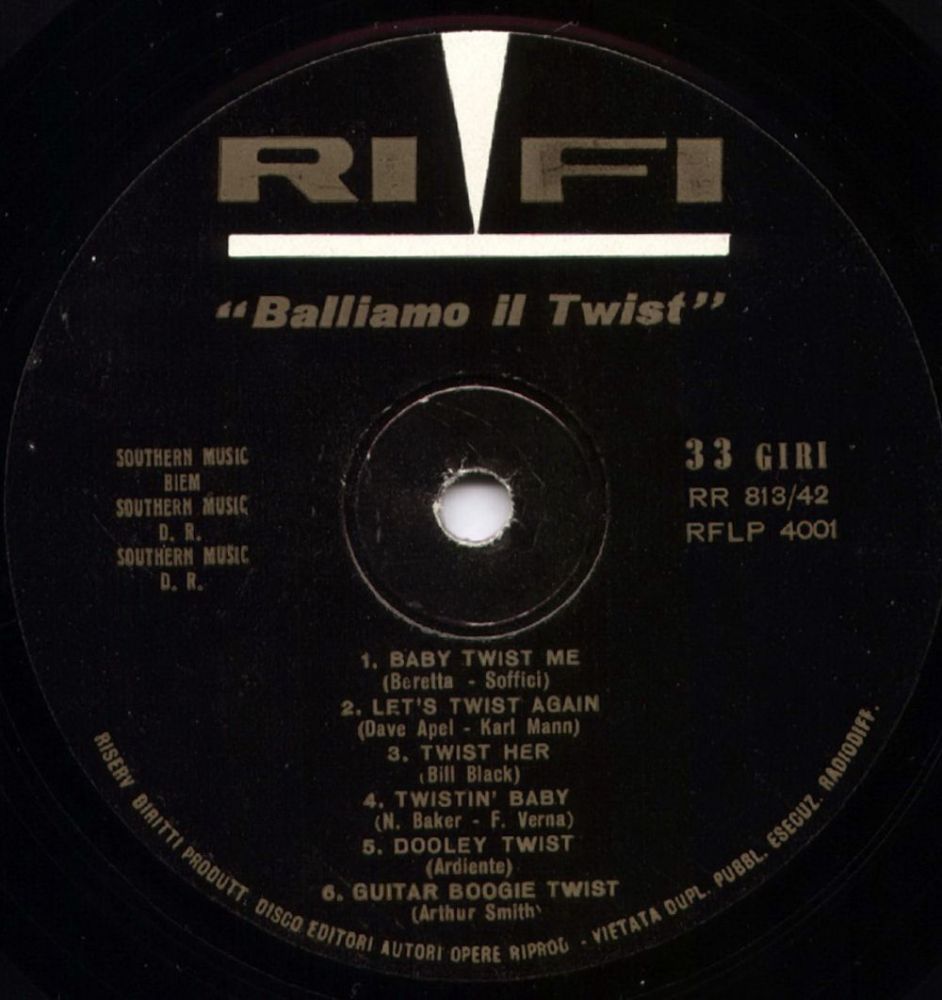 RI FI
"Balliamo il Twist"
SOUTHERN MUSIC
BIEM
SOUTHERN MUSIC
D. R.
SOUTHERN MUSIC
D. R.
33 GIRI
RR 813/42
RFLP 4001
1. BABY TWIST ME
(Beretta - Soffici)
2. LET'S TWIST AGAIN
(Dave Apel - Karl Mann)
3. TWIST HER
(Bill Black)
4. TWISTIN' BABY
(N. Baker - F. Verna)
5. DOOLEY TWIST
(Ardiente)
6. GUITAR BOOGIE TWIST
(Arthur Smith)
RISERV DIRITTI PRODUTT. DISCO EDITORI AUTORI OPERE RIPROD - VIETATA DUPL. PUBBL. ESECUZ. RADIODIFF.